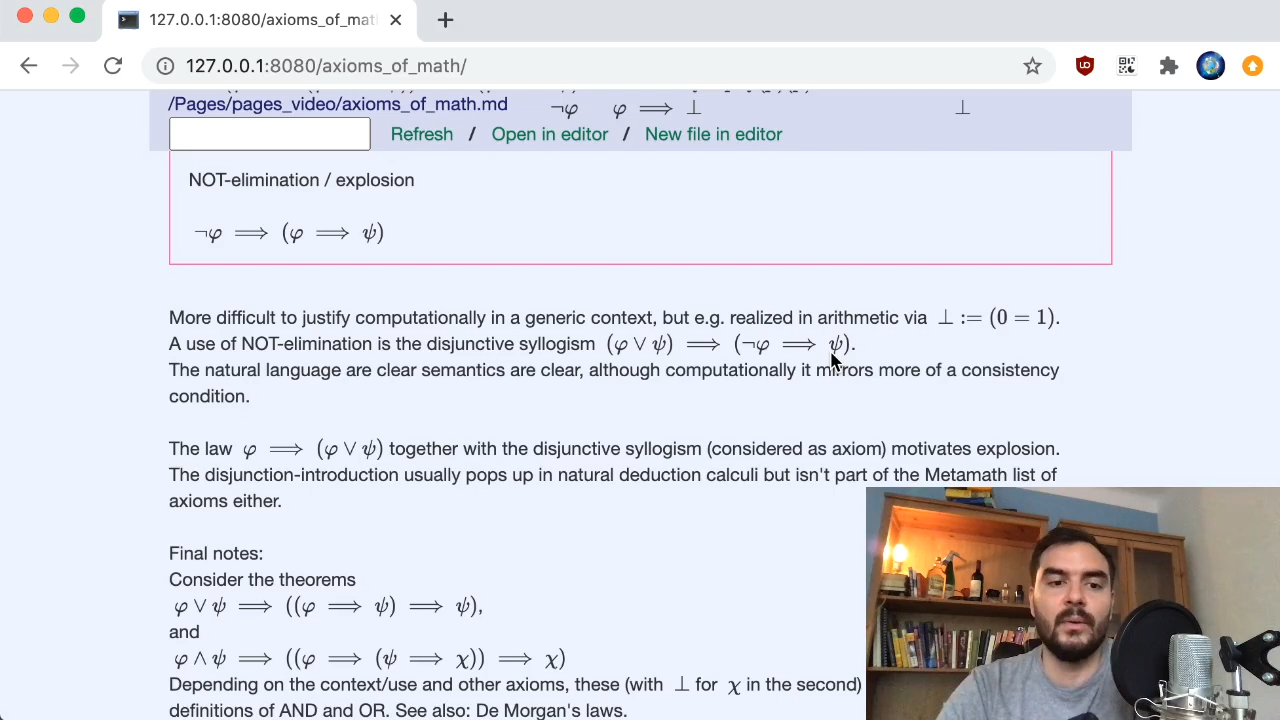 127.0.0.1:8080/axioms_of_mat
127.0.0.1:8080/axioms_of_math/
/Pages/pages_video/axioms_of_math.md
¬φ φ ⟹ ⊥ ⊥
Refresh / Open in editor / New file in editor
NOT-elimination / explosion
¬φ ⟹ (φ ⟹ ψ)
More difficult to justify computationally in a generic context, but e.g. realized in arithmetic via ⊥ := (0 = 1).
A use of NOT-elimination is the disjunctive syllogism (φ ∨ ψ) ⟹ (¬φ ⟹ ψ).
The natural language are clear semantics are clear, although computationally it mirrors more of a consistency
condition.
The law φ ⟹ (φ ∨ ψ) together with the disjunctive syllogism (considered as axiom) motivates explosion.
The disjunction-introduction usually pops up in natural deduction calculi but isn't part of the Metamath list of
axioms either.
Final notes:
Consider the theorems
φ ∨ ψ ⟹ ((φ ⟹ ψ) ⟹ ψ),
and
φ ∧ ψ ⟹ ((φ ⟹ (ψ ⟹ χ)) ⟹ χ)
Depending on the context/use and other axioms, these (with ⊥ for χ in the second)
definitions of AND and OR. See also: De Morgan's laws.